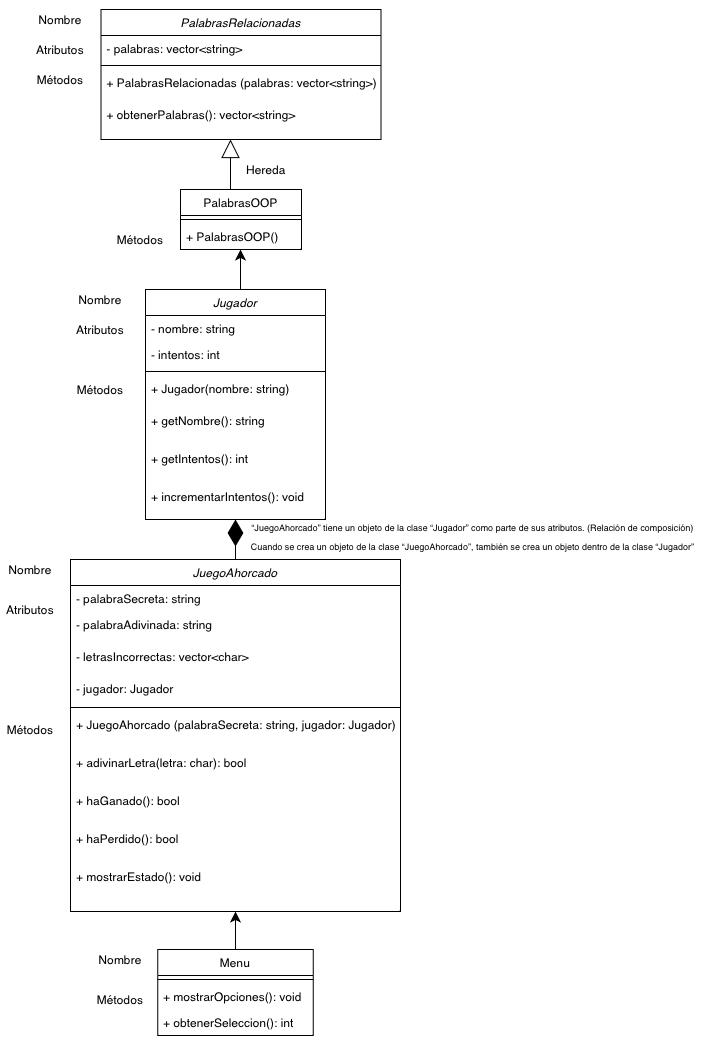 Nombre
PalabrasRelacionadas
Atributos
- palabras: vector<string>
Métodos
+ PalabrasRelacionadas (palabras: vector<string>)
+ obtenerPalabras(): vector<string>
Hereda
PalabrasOOP
Métodos
+ PalabrasOOP()
Nombre
Jugador
Atributos
- nombre: string
- intentos: int
Métodos
+ Jugador(nombre: string)
+ getNombre(): string
+ getIntentos(): int
+ incrementarIntentos(): void
“JuegoAhorcado” tiene un objeto de la clase “Jugador” como parte de sus atributos. (Relación de composición)
Cuando se crea un objeto de la clase “JuegoAhorcado”, también se crea un objeto dentro de la clase “Jugador”
Nombre
JuegoAhorcado
Atributos
- palabraSecreta: string
- palabraAdivinada: string
- letrasIncorrectas: vector<char>
- jugador: Jugador
Métodos
+ JuegoAhorcado (palabraSecreta: string, jugador: Jugador)
+ adivinarLetra(letra: char): bool
+ haGanado(): bool
+ haPerdido(): bool
+ mostrarEstado(): void
Nombre
Menu
Métodos
+ mostrarOpciones(): void
+ obtenerSeleccion(): int